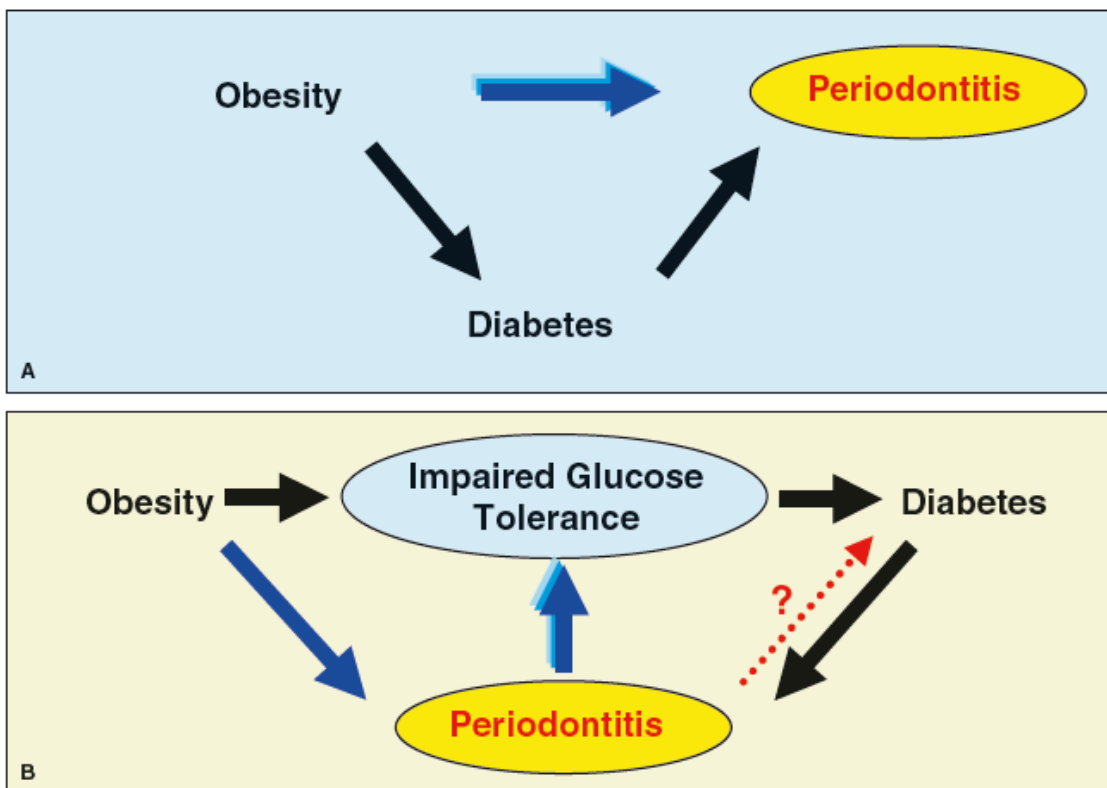 Obesity
Periodontitis
Diabetes
A
Impaired Glucose
Tolerance
Obesity
Diabetes
?
Periodontitis
B